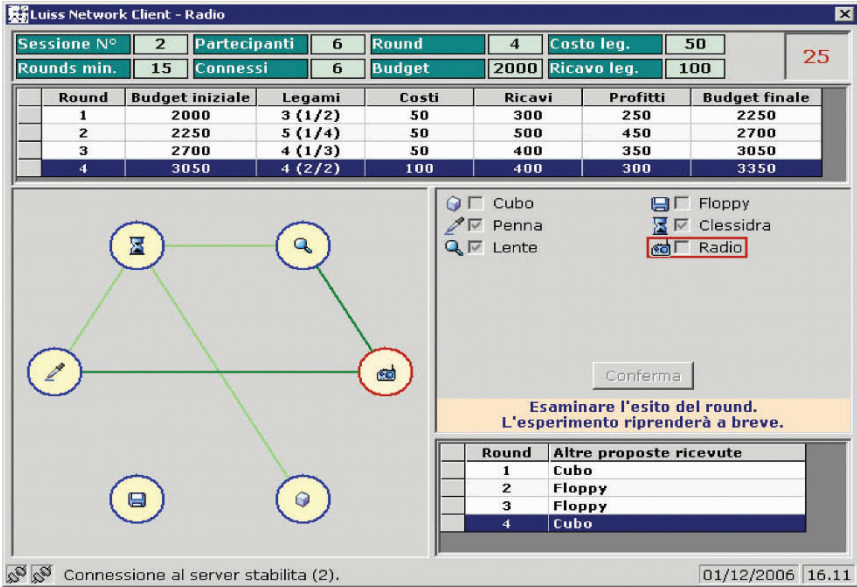 Luiss Network Client - Radio
Sessione N° 2 Partecipanti 6 Round 4 Costo leg. 50
Rounds min. 15 Connessi 6 Budget 2000 Ricavo leg. 100
25
Round Budget iniziale Legami Costi Ricavi Profitti Budget finale
1 2000 3 (1/2) 50 300 250 2250
2 2250 5 (1/4) 50 500 450 2700
3 2700 4 (1/3) 50 400 350 3050
4 3050 4 (2/2) 100 400 300 3350
Cubo Floppy
Penna Clessidra
Lente Radio
Conferma
Esaminare l'esito del round.
L'esperimento riprenderà a breve.
Round Altre proposte ricevute
1 Cubo
2 Floppy
3 Floppy
4 Cubo
Connessione al server stabilita (2). 01/12/2006 16.11